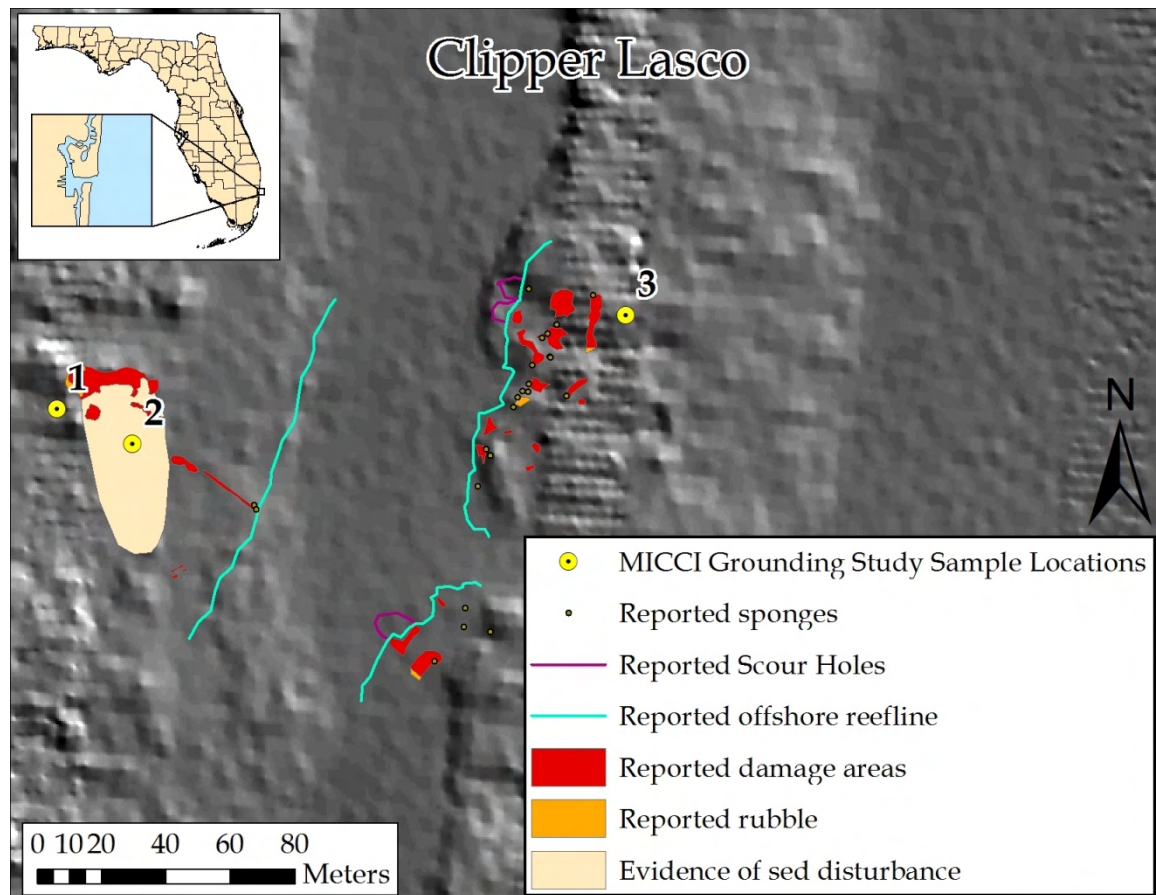 Clipper Lasco
3
1
2
N
MICCI Grounding Study Sample Locations
Reported sponges
Reported Scour Holes
Reported offshore reefline
Reported damage areas
Reported rubble
Evidence of sed disturbance
0 10 20 40 60 80
Meters